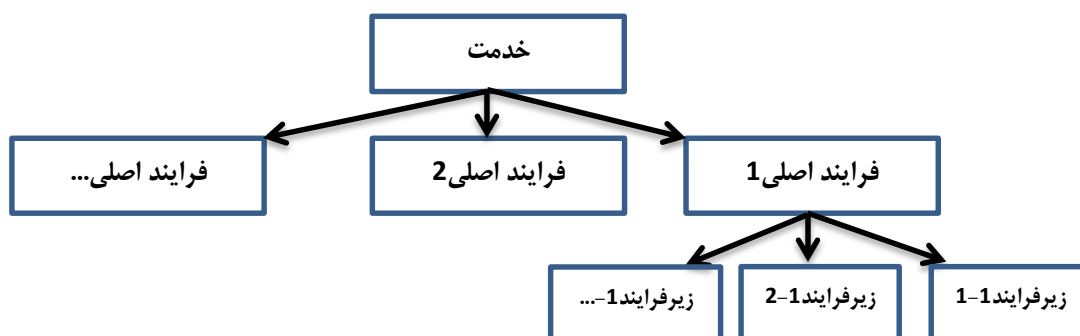 خدمت
فرایند اصلی1
فرایند اصلی2
فرایند اصلی...
زیرفرایند1-1
زیرفرایند1-2
زیرفرایند1-...